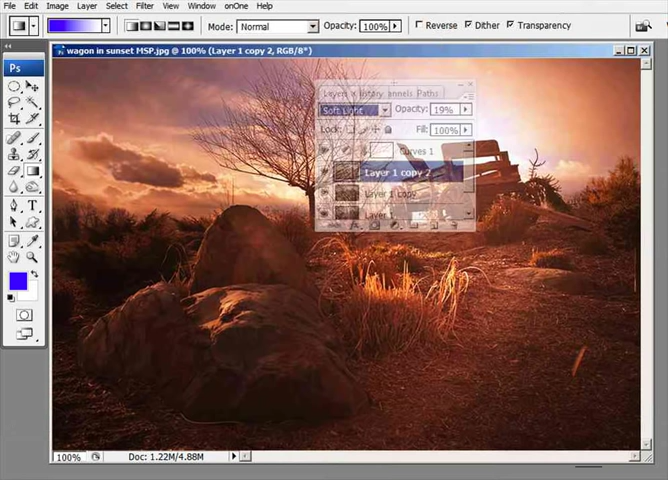 File Edit Image Layer Select Filter View Window onOne Help
Mode: Normal Opacity: 100% Reverse Dither Transparency
Ps
wagon in sunset MSP.jpg @ 100% (Layer 1 copy 2, RGB/8*)
Layers Paths
Soft Light Opacity: 19%
Lock: Fill: 100%
Curves 1
Layer 1 copy 2
Layer 1 copy
Layer 1
T
100% Doc: 1.22M/4.88M